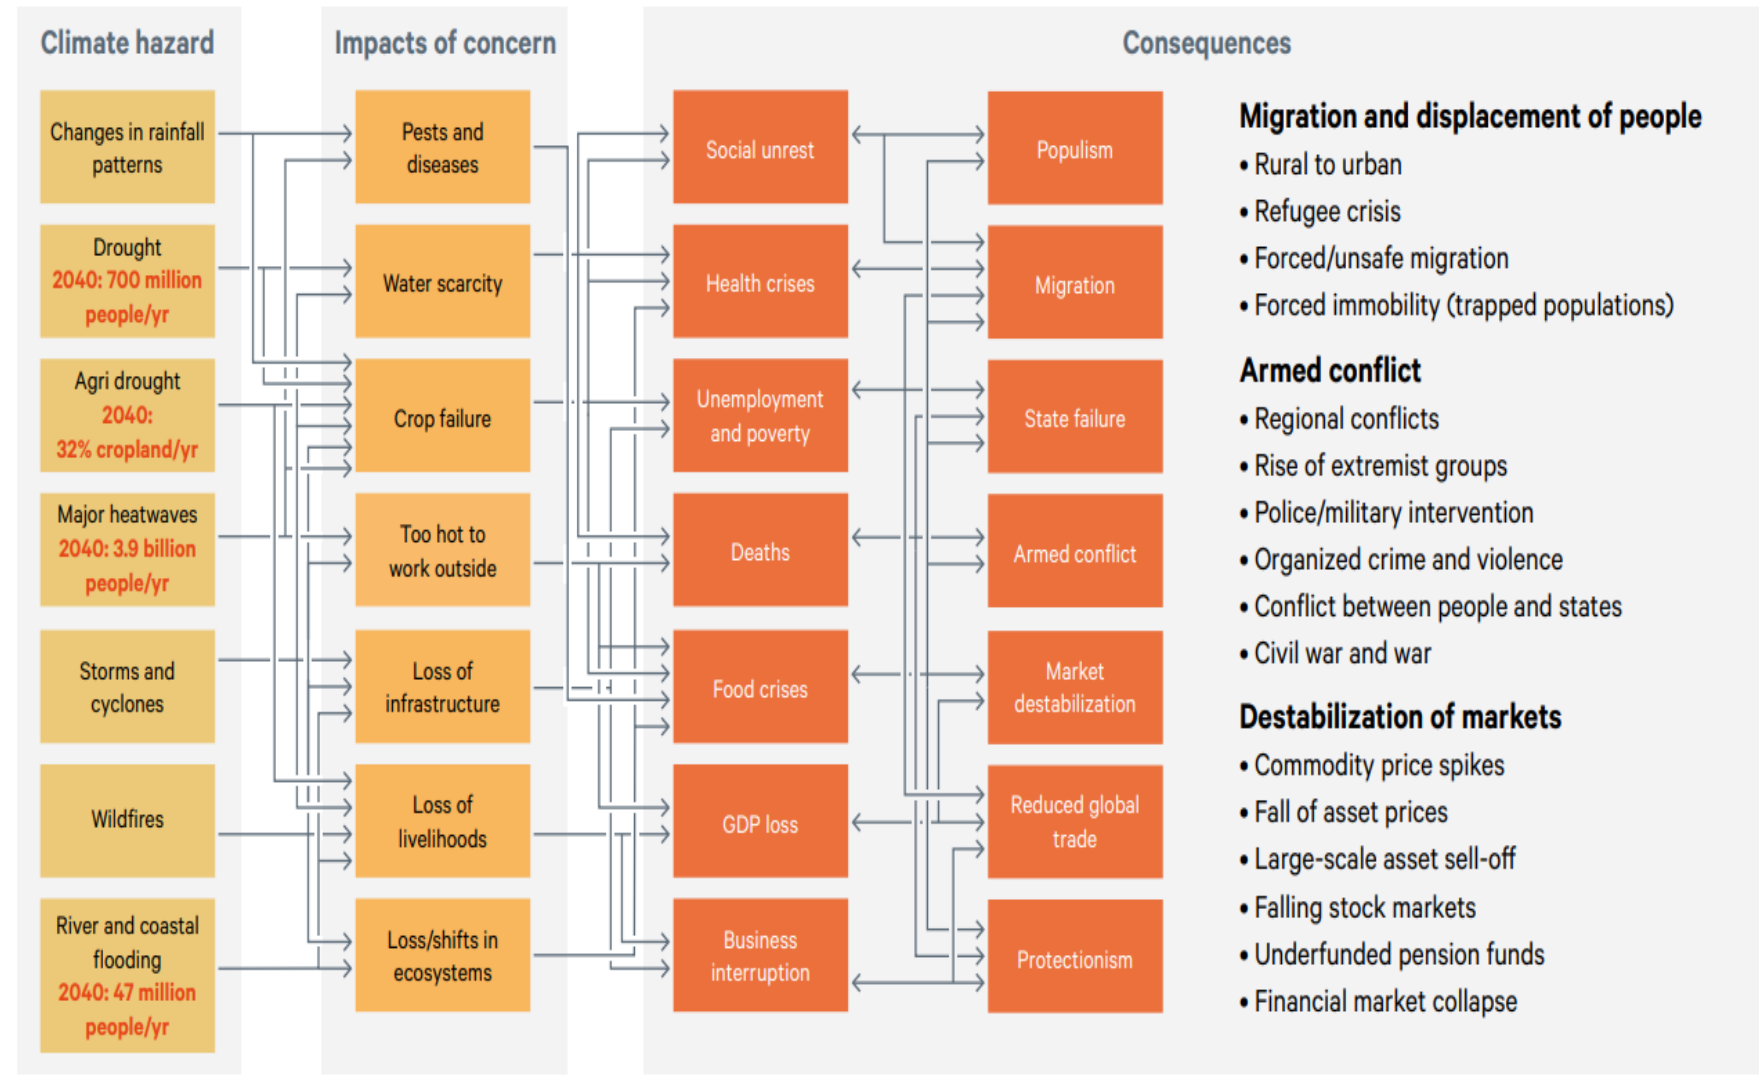 Climate hazard
Impacts of concern
Consequences
Changes in rainfall
patterns
Drought
2040: 700 million
people/yr
Agri drought
2040:
32% cropland/yr
Major heatwaves
2040: 3.9 billion
people/yr
Storms and
cyclones
Wildfires
River and coastal
flooding
2040: 47 million
people/yr
Pests and
diseases
Water scarcity
Crop failure
Too hot to
work outside
Loss of
infrastructure
Loss of
livelihoods
Loss/shifts in
ecosystems
Social unrest
Health crises
Unemployment
and poverty
Deaths
Food crises
GDP loss
Business
interruption
Populism
Migration
State failure
Armed conflict
Market
destabilization
Reduced global
trade
Protectionism
Migration and displacement of people
• Rural to urban
• Refugee crisis
• Forced/unsafe migration
• Forced immobility (trapped populations)
Armed conflict
• Regional conflicts
• Rise of extremist groups
• Police/military intervention
• Organized crime and violence
• Conflict between people and states
• Civil war and war
Destabilization of markets
• Commodity price spikes
• Fall of asset prices
• Large-scale asset sell-off
• Falling stock markets
• Underfunded pension funds
• Financial market collapse